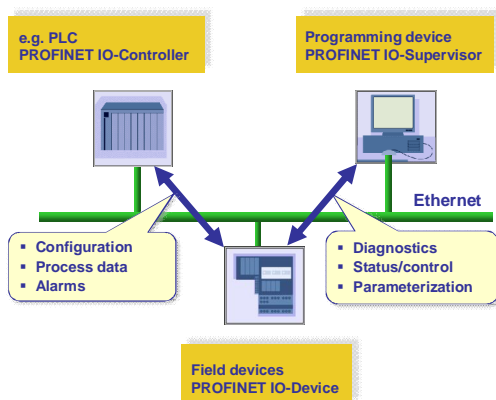 e.g. PLC
PROFINET IO-Controller
Programming device
PROFINET IO-Supervisor
Ethernet
▪ Configuration
▪ Process data
▪ Alarms
▪ Diagnostics
▪ Status/control
▪ Parameterization
Field devices
PROFINET IO-Device